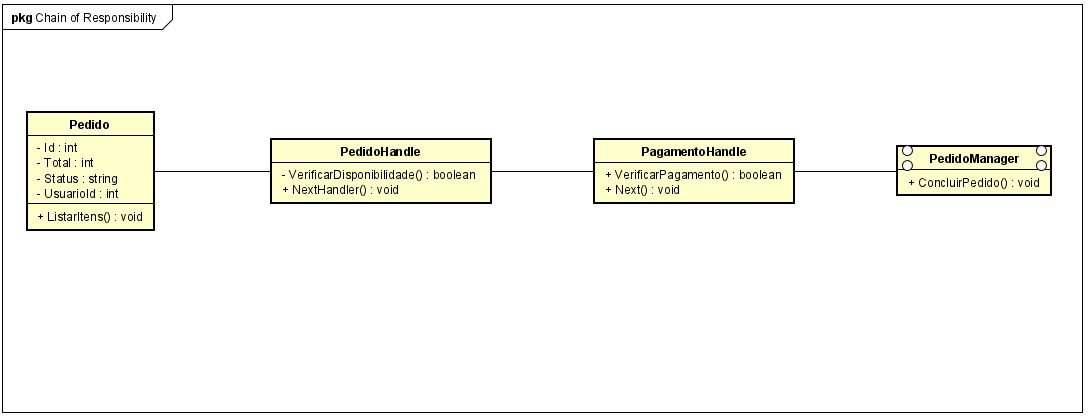 pkg Chain of Responsibility
Pedido
- Id : int
- Total : int
- Status : string
- UsuarioId : int
+ ListarItens() : void
PedidoHandle
- VerificarDisponibilidade() : boolean
+ NextHandler() : void
PagamentoHandle
+ VerificarPagamento() : boolean
+ Next() : void
PedidoManager
+ ConcluirPedido() : void